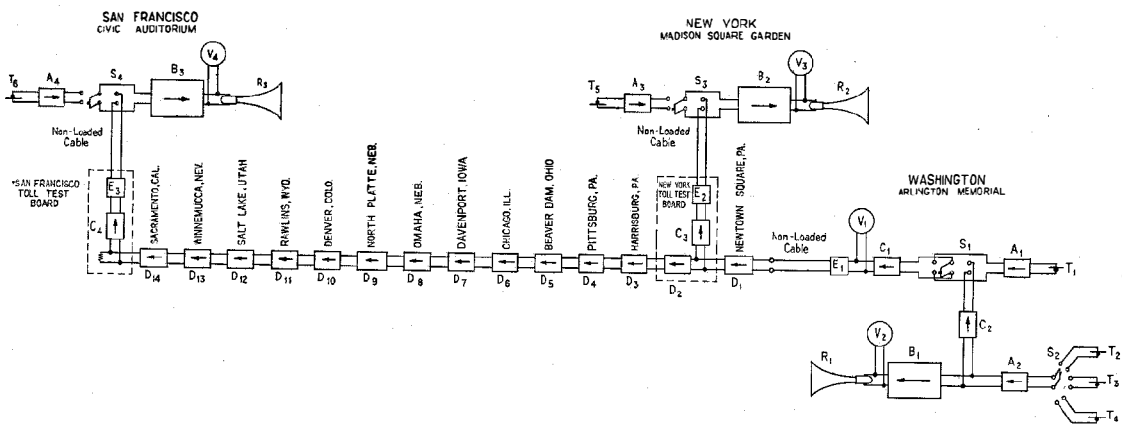 SAN FRANCISCO
CIVIC AUDITORIUM
T6
A4
S4
B3
V4
R3
Non-Loaded
Cable
SAN FRANCISCO
TOLL TEST
BOARD
E3
C4
NEW YORK
MADISON SQUARE GARDEN
T5
A3
S3
B2
V3
R2
Non-Loaded
Cable
NEW YORK
TOLL TEST
BOARD
E2
C3
SACRAMENTO, CAL.
WINNEMUCCA, NEV.
SALT LAKE, UTAH
RAWLINS, WYO.
DENVER, COLO.
NORTH PLATTE, NEB.
OMAHA, NEB.
DAVENPORT, IOWA
CHICAGO, ILL.
BEAVER DAM, OHIO
PITTSBURG, PA.
HARRISBURG, PA.
NEWTOWN SQUARE, PA.
D14
D13
D12
D11
D10
D9
D8
D7
D6
D5
D4
D3
D2
D1
WASHINGTON
ARLINGTON MEMORIAL
Non-Loaded
Cable
V1
E1
C1
S1
A1
T1
C2
R1
V2
B1
A2
S2
T2
T3
T4